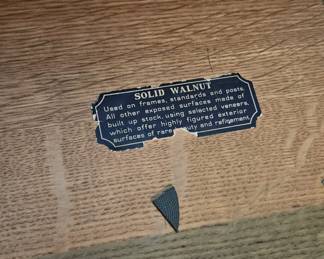 SOLID WALNUT
Used on frames, standards and posts.
All other exposed surfaces made of
built up stock, using selected veneers,
which offer highly figured exterior
surfaces of rare uty and refinement